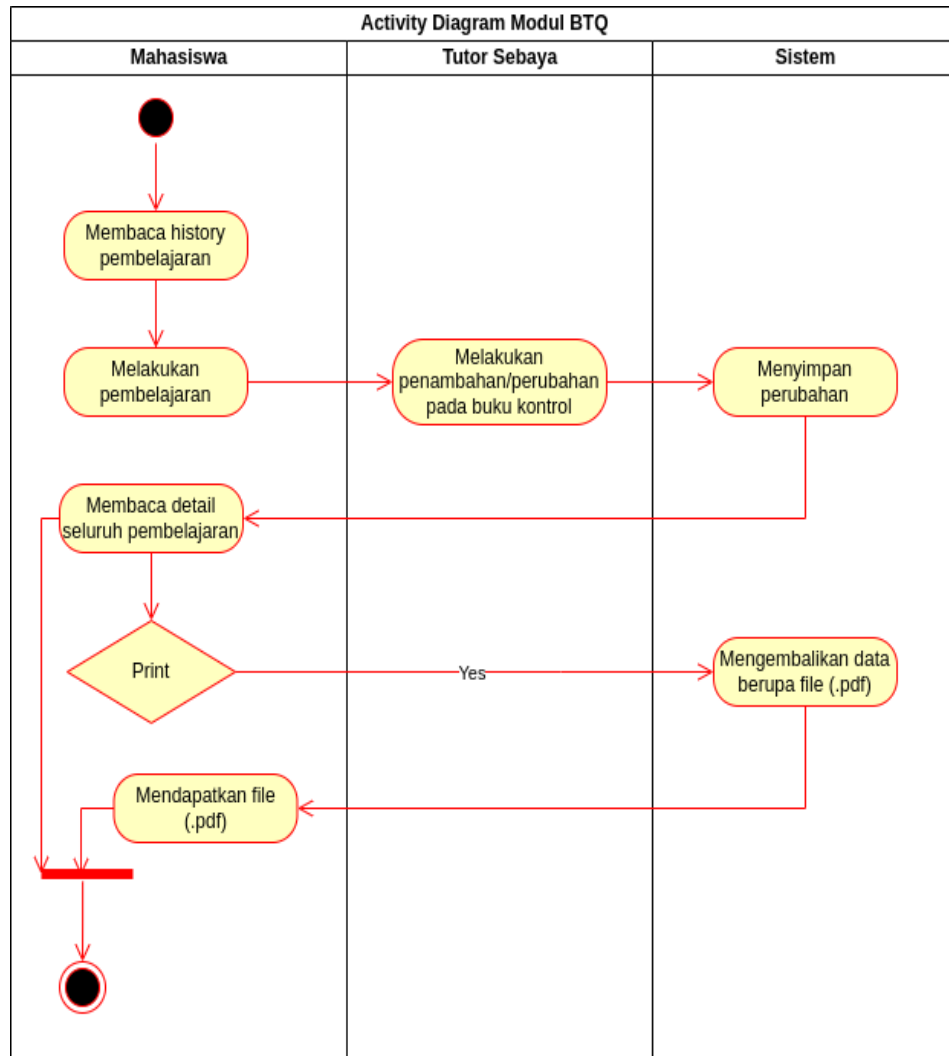 Activity Diagram Modul BTQ
Mahasiswa
Tutor Sebaya
Sistem
Membaca history
pembelajaran
Melakukan
pembelajaran
Melakukan
penambahan/perubahan
pada buku kontrol
Menyimpan
perubahan
Membaca detail
seluruh pembelajaran
Print
Yes
Mengembalikan data
berupa file (.pdf)
Mendapatkan file
(.pdf)